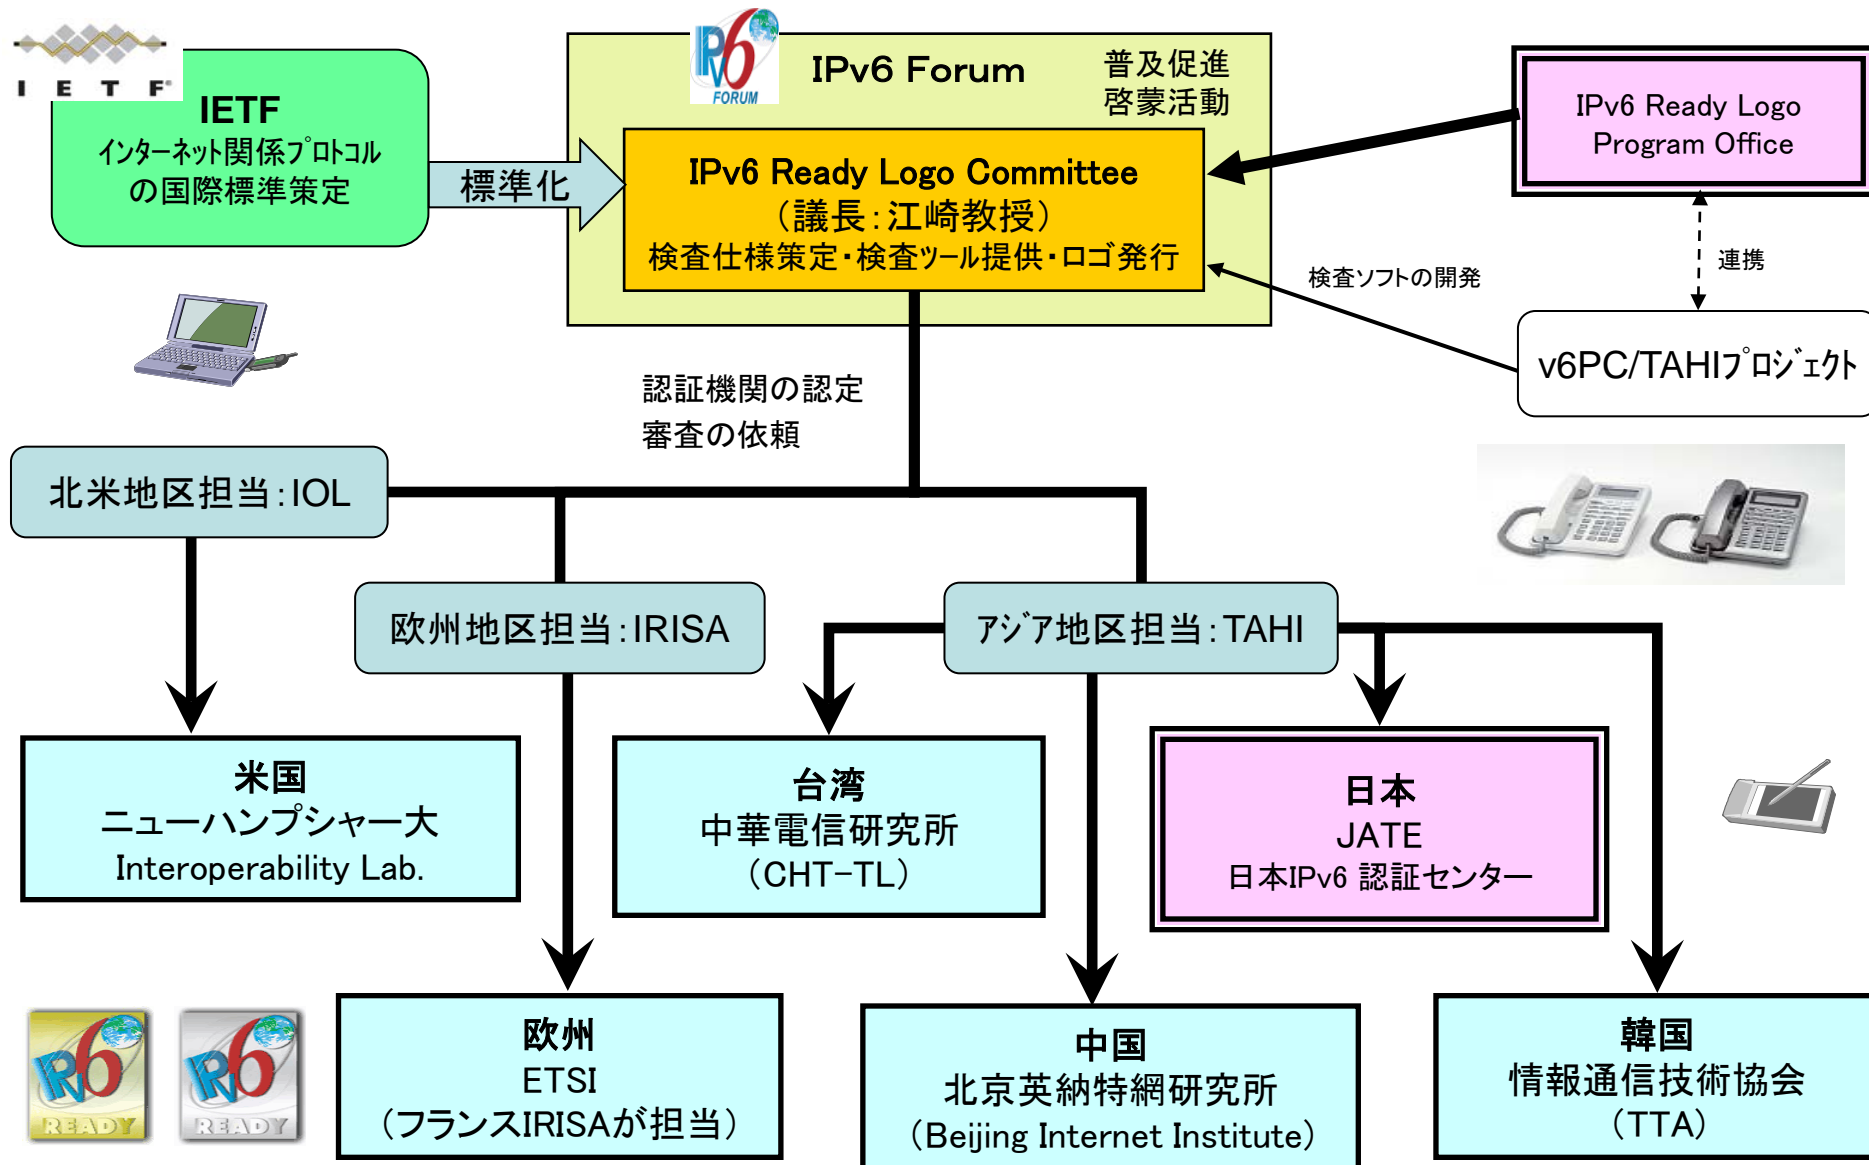 IETF®
IETF
インターネット関係プロトコル
の国際標準策定
標準化
IPv6
FORUM
IPv6 Forum
普及促進
啓蒙活動
IPv6 Ready Logo Committee
（議長：江崎教授）
検査仕様策定・検査ツール提供・ロゴ発行
IPv6 Ready Logo
Program Office
連携
検査ソフトの開発
v6PC/TAHIプロジェクト
認証機関の認定
審査の依頼
北米地区担当：IOL
欧州地区担当：IRISA
アジア地区担当：TAHI
米国
ニューハンプシャー大
Interoperability Lab.
台湾
中華電信研究所
（CHT-TL）
日本
JATE
日本IPv6 認証センター
IPv6
READY
IPv6
READY
欧州
ETSI
（フランスIRISAが担当）
中国
北京英納特網研究所
（Beijing Internet Institute）
韓国
情報通信技術協会
（TTA）